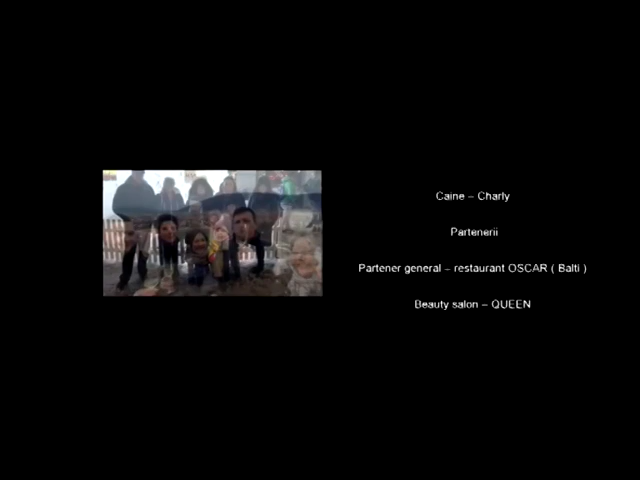 Caine – Charly
Partenerii
Partener general – restaurant OSCAR ( Balti )
Beauty salon – QUEEN